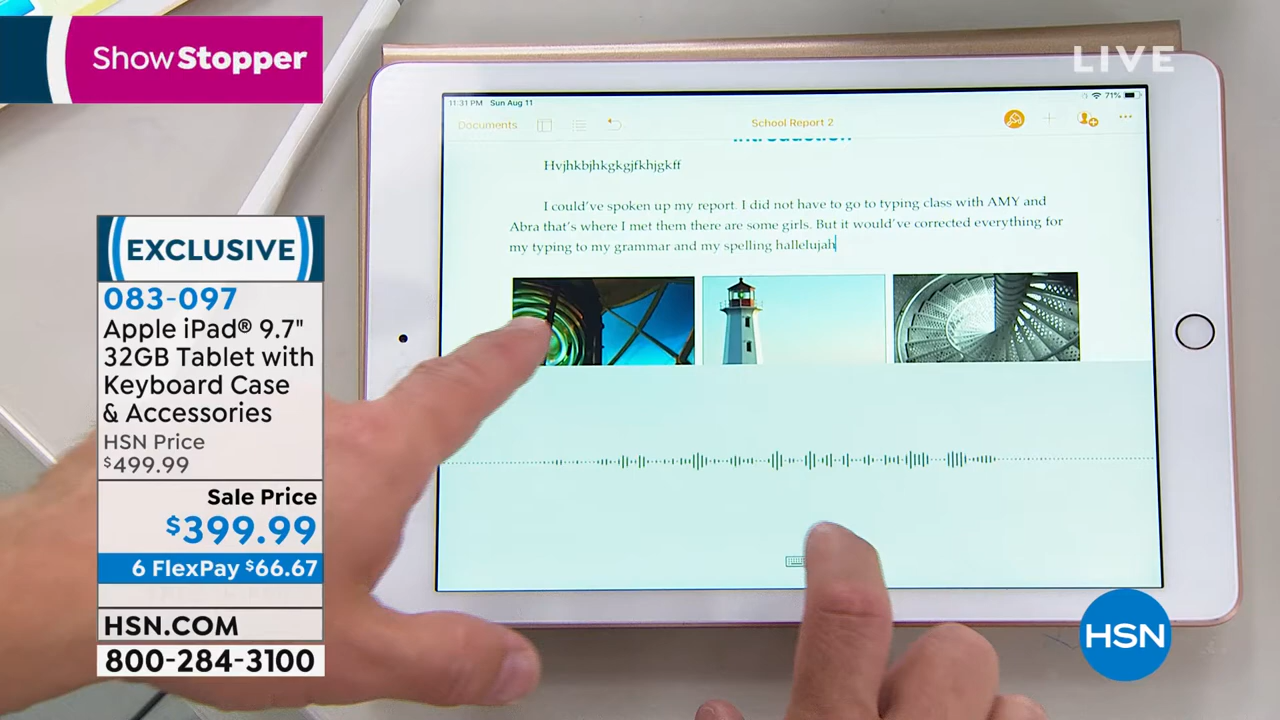 Show Stopper
LIVE
11:31 PM Sun Aug 11
71%
Documents
School Report 2
Introduction
Hvjhkbjhkgkgjfkhjgkff
I could've spoken up my report. I did not have to go to typing class with AMY and
Abra that's where I met them there are some girls. But it would've corrected everything for
my typing to my grammar and my spelling hallelujah
EXCLUSIVE
083-097
Apple iPad® 9.7"
32GB Tablet with
Keyboard Case
& Accessories
HSN Price
$499.99
Sale Price
$399.99
6 FlexPay $66.67
HSN.COM
800-284-3100
HSN